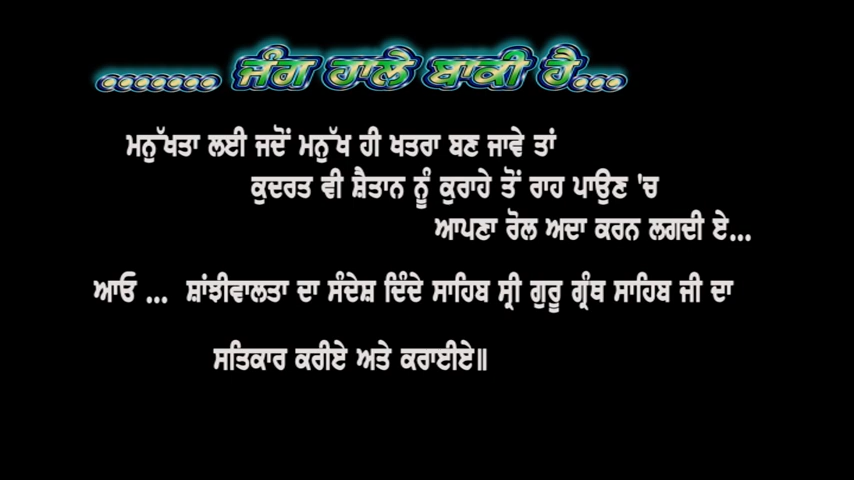 ....... ਜੰਗ ਹਾਲੇ ਬਾਕੀ ਹੈ...
ਮਨੁੱਖਤਾ ਲਈ ਜਦੋਂ ਮਨੁੱਖ ਹੀ ਖਤਰਾ ਬਣ ਜਾਵੇ ਤਾਂ
ਕੁਦਰਤ ਵੀ ਸ਼ੈਤਾਨ ਨੂੰ ਕੁਰਾਹੇ ਤੋਂ ਰਾਹ ਪਾਉਣ 'ਚ
ਆਪਣਾ ਰੋਲ ਅਦਾ ਕਰਨ ਲਗਦੀ ਏ...
ਆਓ ... ਸ਼ਾਂਝੀਵਾਲਤਾ ਦਾ ਸੰਦੇਸ਼ ਦਿੰਦੇ ਸਾਹਿਬ ਸ੍ਰੀ ਗੁਰੂ ਗ੍ਰੰਥ ਸਾਹਿਬ ਜੀ ਦਾ
ਸਤਿਕਾਰ ਕਰੀਏ ਅਤੇ ਕਰਾਈਏ॥